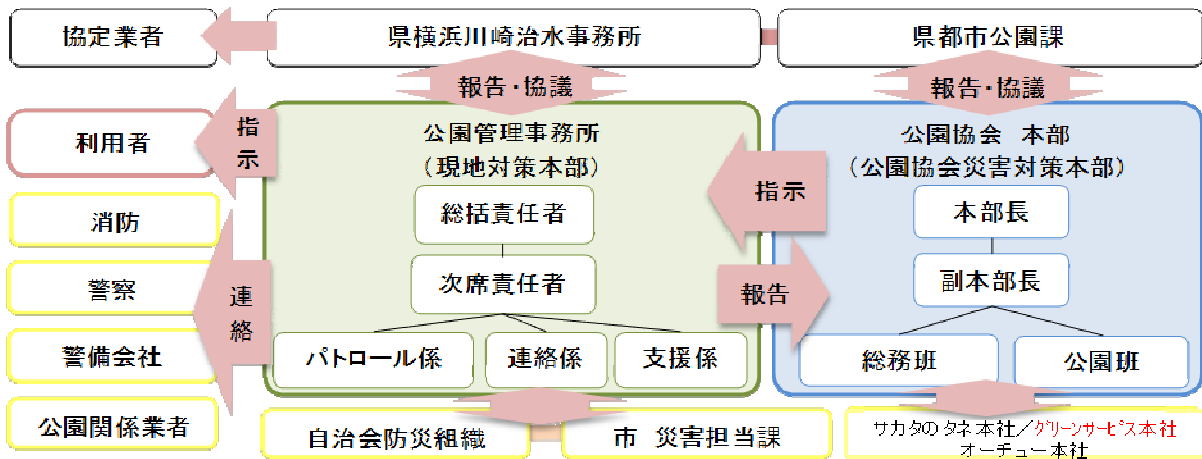 協定業者
県横浜川崎治水事務所
県都市公園課
報告・協議
報告・協議
利用者
指示
公園管理事務所
（現地対策本部）
総括責任者
次席責任者
パトロール係
連絡係
支援係
指示
報告
公園協会 本部
（公園協会災害対策本部）
本部長
副本部長
総務班
公園班
消防
警察
警備会社
公園関係業者
連絡
自治会防災組織
市 災害担当課
サカタのタネ本社／グリーンサービス本社
オーチュー本社